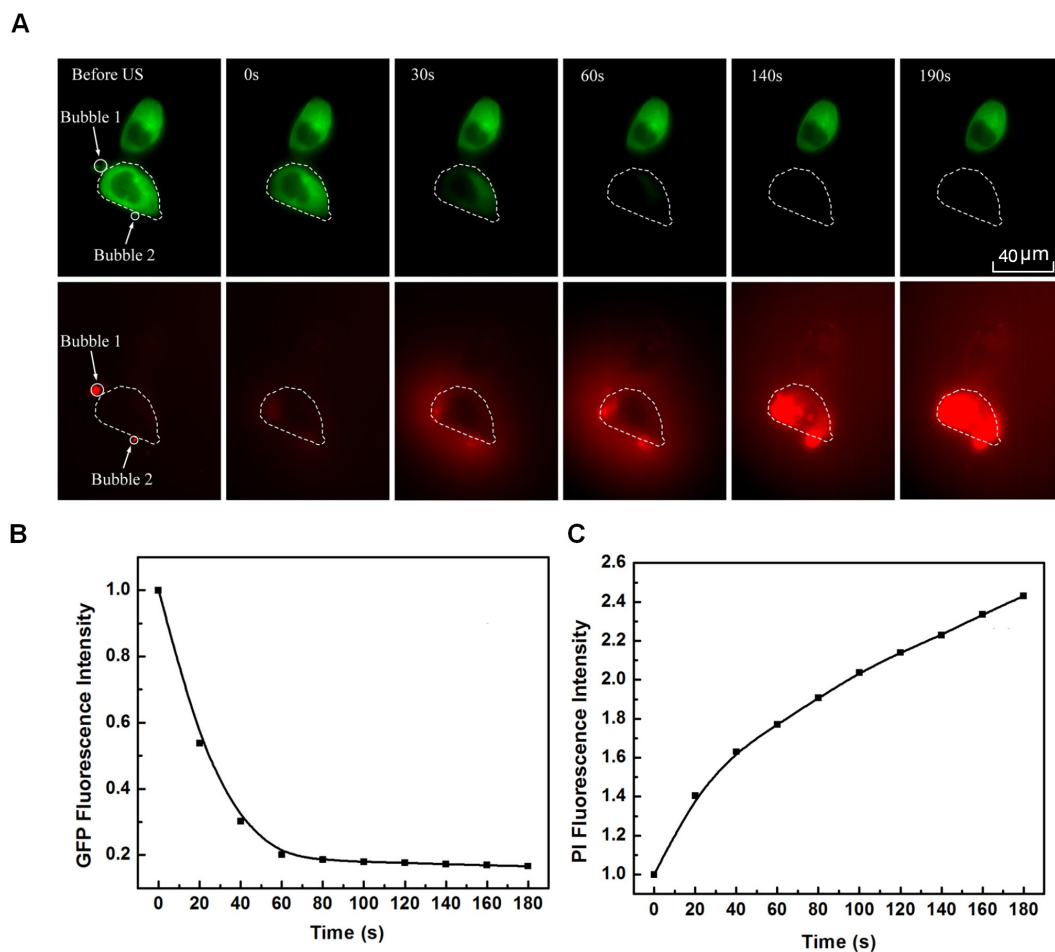 A
Before US
0s
30s
60s
140s
190s
Bubble 1
Bubble 2
40 μm
Bubble 1
Bubble 2
B
GFP Fluorescence Intensity
1.0
0.8
0.6
0.4
0.2
0 20 40 60 80 100 120 140 160 180
Time (s)
C
PI Fluorescence Intensity
2.6
2.4
2.2
2.0
1.8
1.6
1.4
1.2
1.0
0 20 40 60 80 100 120 140 160 180
Time (s)